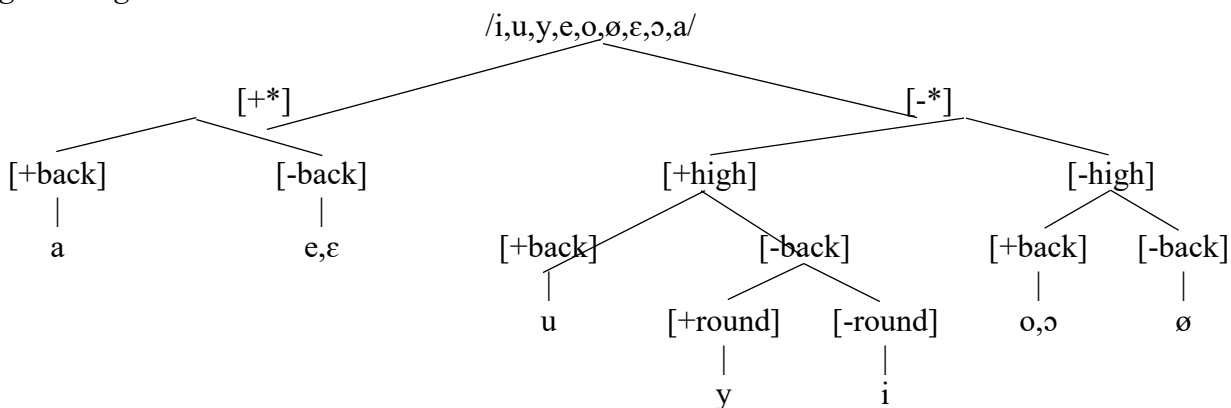 /i,u,y,e,o,ø,ɛ,ɔ,a/
[+*] [-*]
[+back] [-back] [+high] [-high]
a e,ɛ [+back] [-back] [+back] [-back]
u [+round] [-round] o,ɔ ø
y i